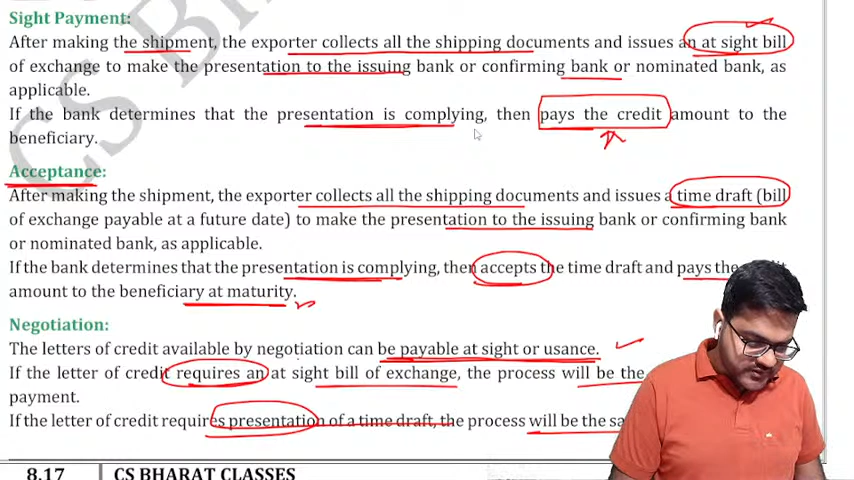 Sight Payment:
After making the shipment, the exporter collects all the shipping documents and issues an at sight bill
of exchange to make the presentation to the issuing bank or confirming bank or nominated bank, as
applicable.
If the bank determines that the presentation is complying, then pays the credit amount to the
beneficiary.
Acceptance:
After making the shipment, the exporter collects all the shipping documents and issues a time draft (bill
of exchange payable at a future date) to make the presentation to the issuing bank or confirming bank
or nominated bank, as applicable.
If the bank determines that the presentation is complying, then accepts the time draft and pays the
amount to the beneficiary at maturity.
Negotiation:
The letters of credit available by negotiation can be payable at sight or usance.
If the letter of credit requires an at sight bill of exchange, the process will be the
payment.
If the letter of credit requires presentation of a time draft, the process will be the
8.17 CS BHARAT CLASSES
CS BH